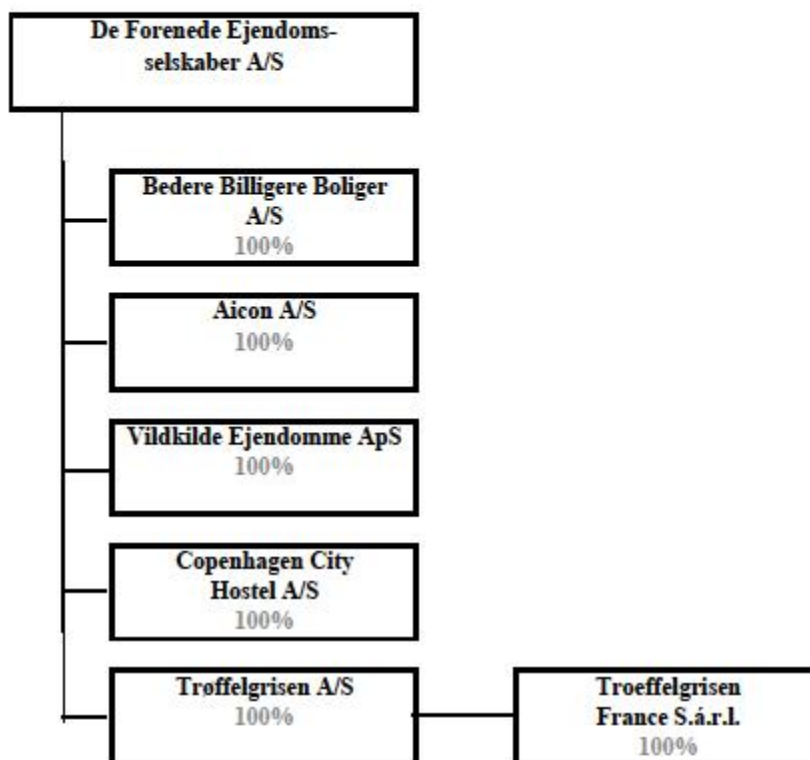 De Forenede Ejendoms-
selskaber A/S
Bedere Billigere Boliger
A/S
100%
Aicon A/S
100%
Vildkilde Ejendomme ApS
100%
Copenhagen City
Hostel A/S
100%
Trøffelgrisen A/S
100%
Troeffelgrisen
France S.á.r.l.
100%